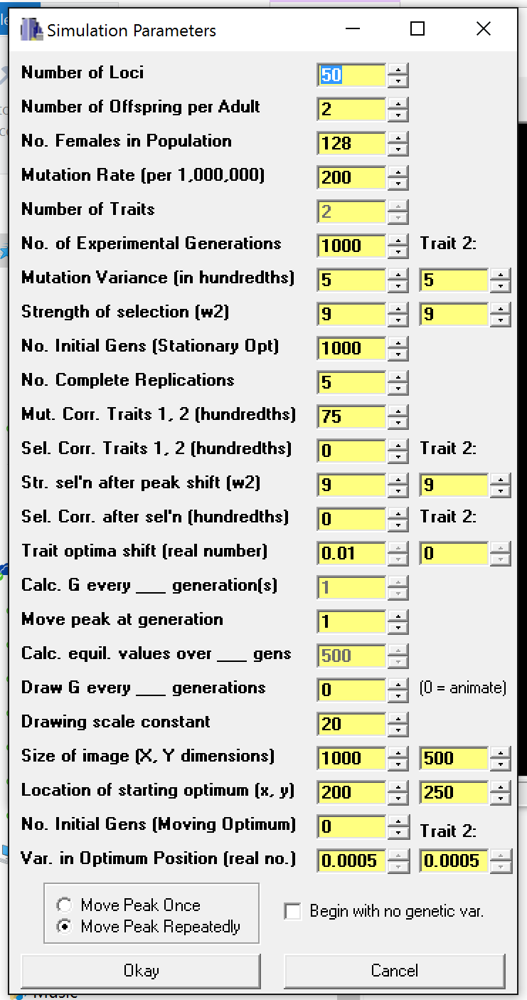 Simulation Parameters
Number of Loci 50
Number of Offspring per Adult 2
No. Females in Population 128
Mutation Rate (per 1,000,000) 200
Number of Traits 2
No. of Experimental Generations 1000 Trait 2:
Mutation Variance (in hundredths) 5 5
Strength of selection (w2) 9 9
No. Initial Gens (Stationary Opt) 1000
No. Complete Replications 5
Mut. Corr. Traits 1, 2 (hundredths) 75
Sel. Corr. Traits 1, 2 (hundredths) 0 Trait 2:
Str. sel'n after peak shift (w2) 9 9
Sel. Corr. after sel'n (hundredths) 0 Trait 2:
Trait optima shift (real number) 0.01 0
Calc. G every ___ generation(s) 1
Move peak at generation 1
Calc. equil. values over ___ gens 500
Draw G every ___ generations 0 (0 = animate)
Drawing scale constant 20
Size of image (X, Y dimensions) 1000 500
Location of starting optimum (x, y) 200 250
No. Initial Gens (Moving Optimum) 0 Trait 2:
Var. in Optimum Position (real no.) 0.0005 0.0005
Move Peak Once
Move Peak Repeatedly
Begin with no genetic var.
Okay Cancel
Music